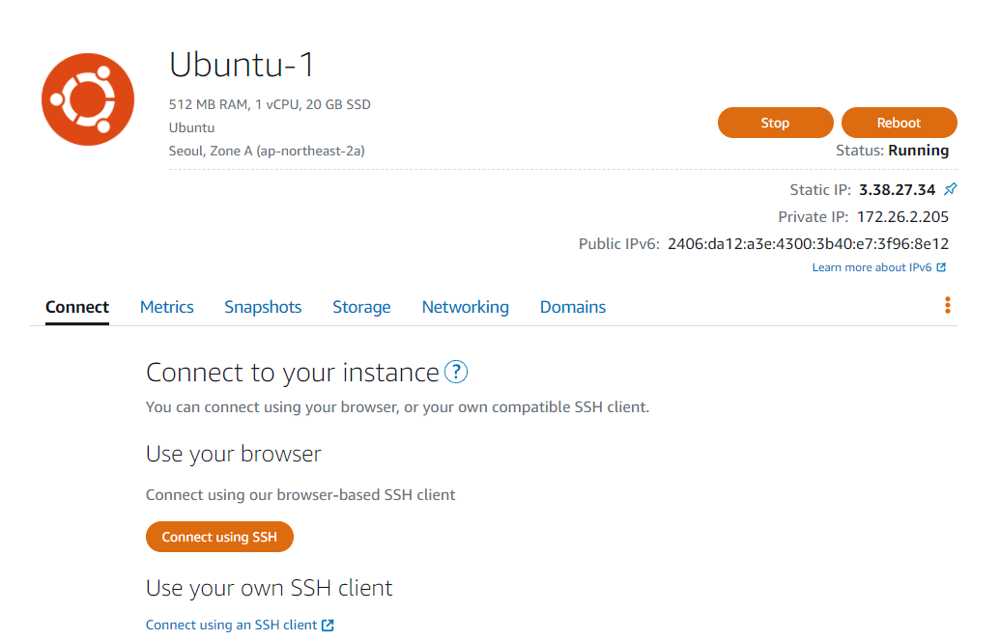 Ubuntu-1
512 MB RAM, 1 vCPU, 20 GB SSD
Ubuntu
Seoul, Zone A (ap-northeast-2a)
Stop Reboot
Status: Running
Static IP: 3.38.27.34
Private IP: 172.26.2.205
Public IPv6: 2406:da12:a3e:4300:3b40:e7:3f96:8e12
Learn more about IPv6
Connect Metrics Snapshots Storage Networking Domains
Connect to your instance ?
You can connect using your browser, or your own compatible SSH client.
Use your browser
Connect using our browser-based SSH client
Connect using SSH
Use your own SSH client
Connect using an SSH client